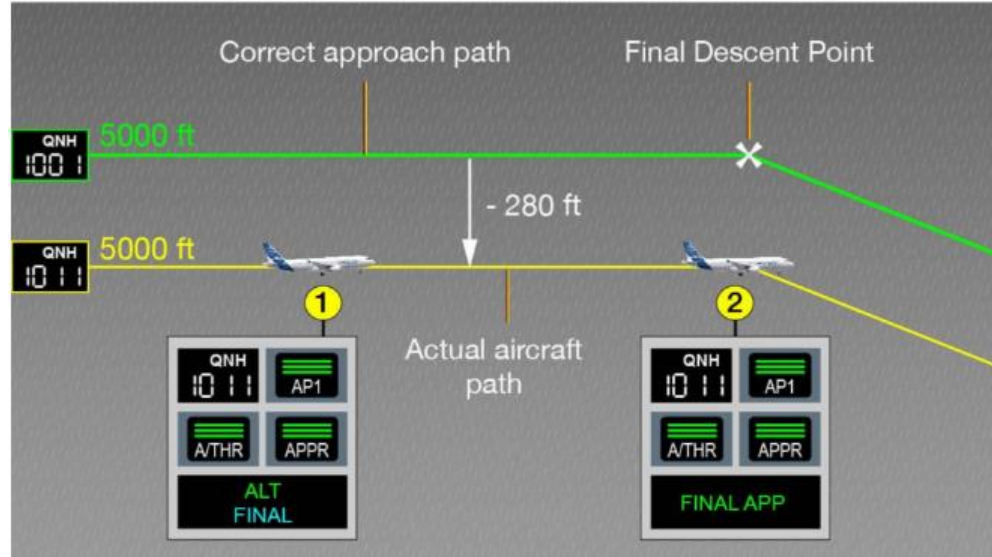 Correct approach path
Final Descent Point
QNH
1001
5000 ft
- 280 ft
QNH
1011
5000 ft
1
2
Actual aircraft
path
QNH
1011
AP1
A/THR
APPR
ALT
FINAL
QNH
1011
AP1
A/THR
APPR
FINAL APP